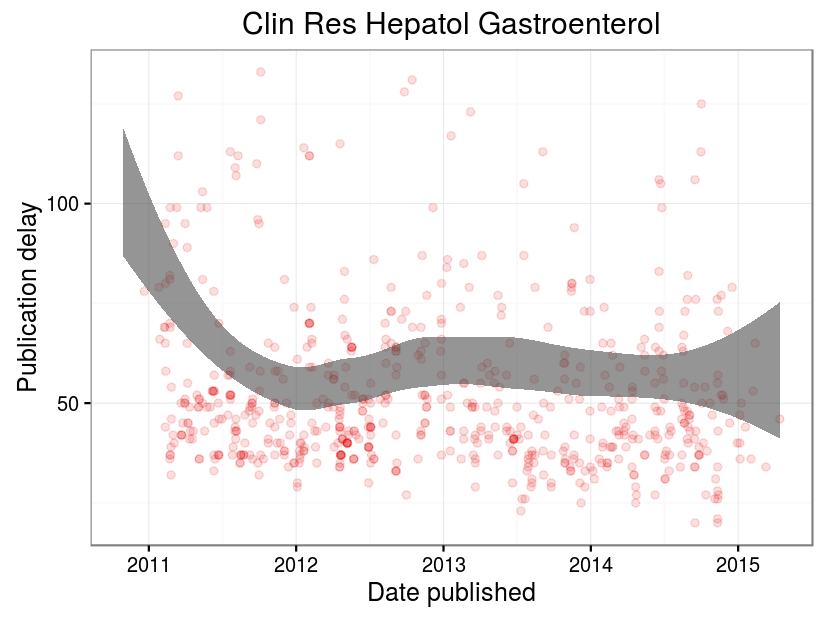 Clin Res Hepatol Gastroenterol
Publication delay
100
50
2011 2012 2013 2014 2015
Date published